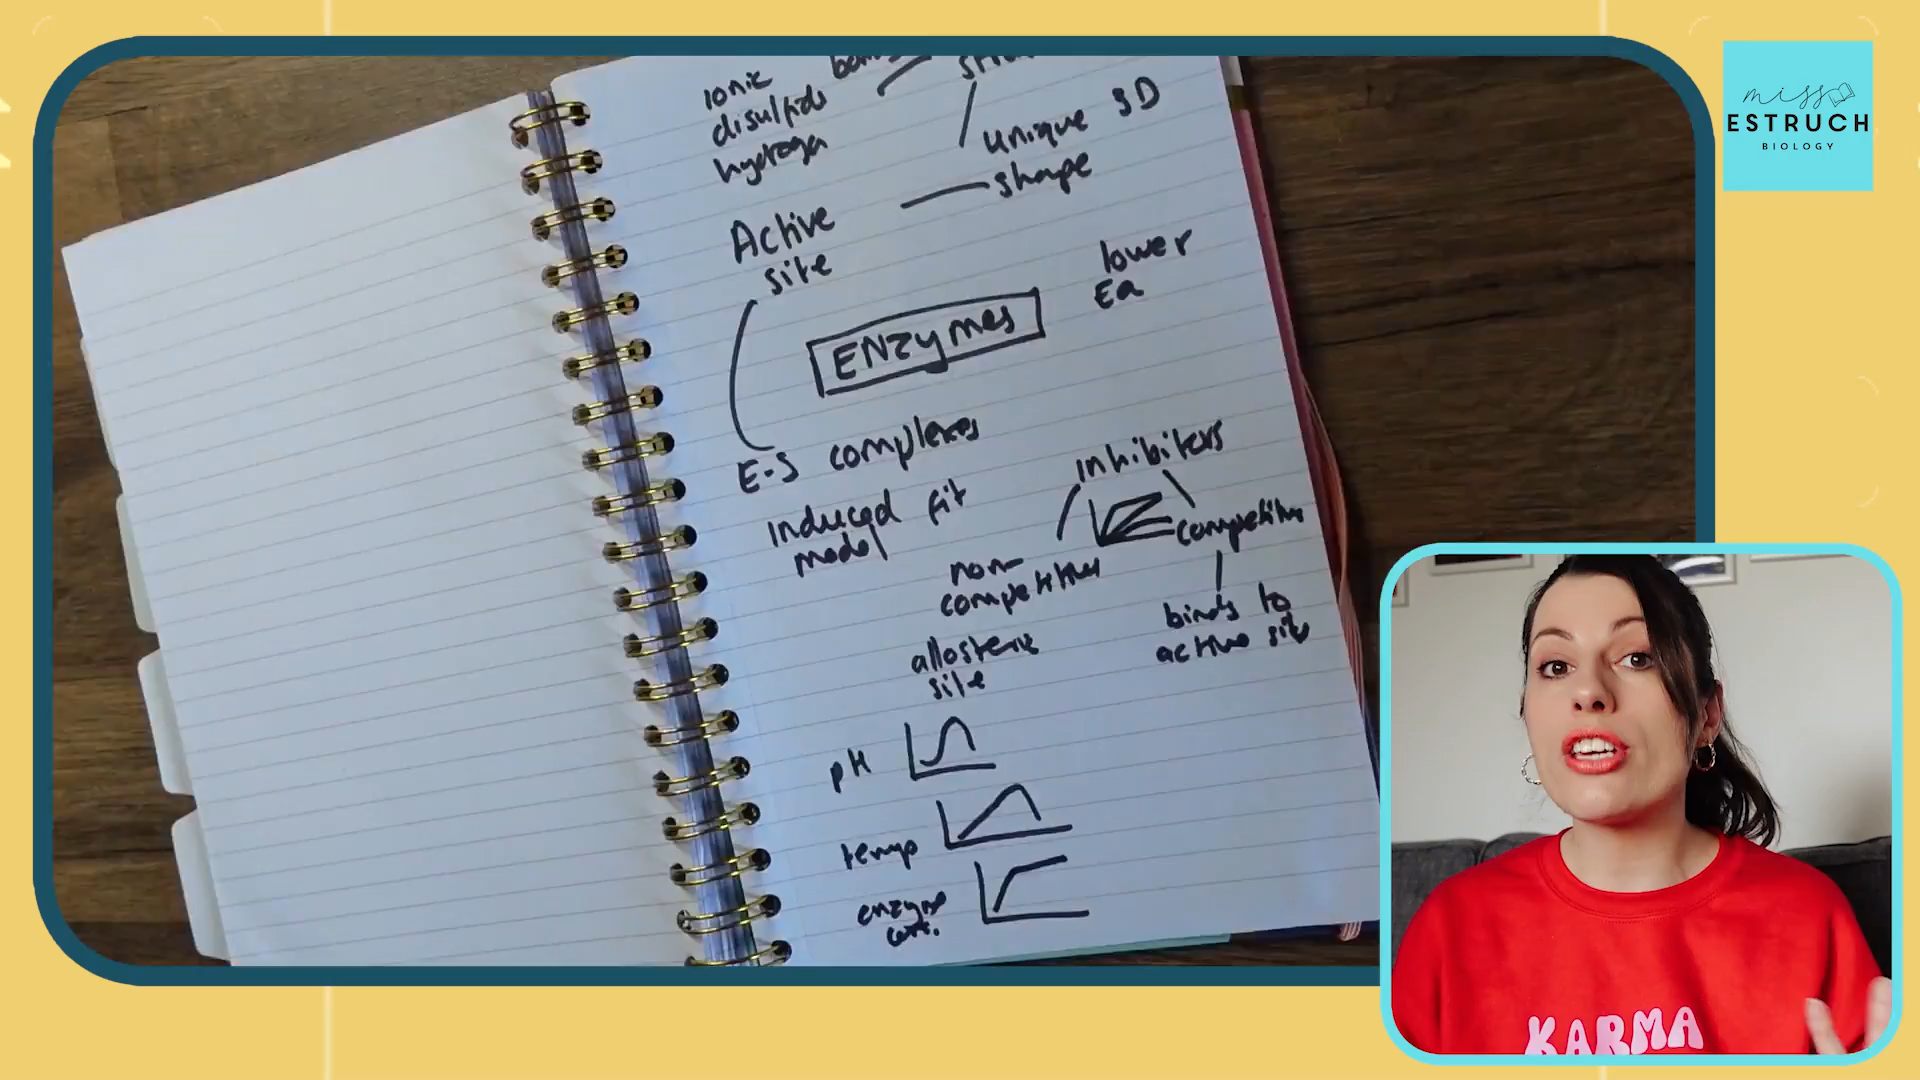 ionic
disulfide
hydrogen
unique 3D
shape
Active
site
lower
Ea
ENZymes
E-S complexes
induced fit
model
inhibitors
competitive
non-
competitive
binds to
active site
allosteric
site
pH
temp
enzyme
conc.
miss
ESTRUCH
BIOLOGY
KARMA